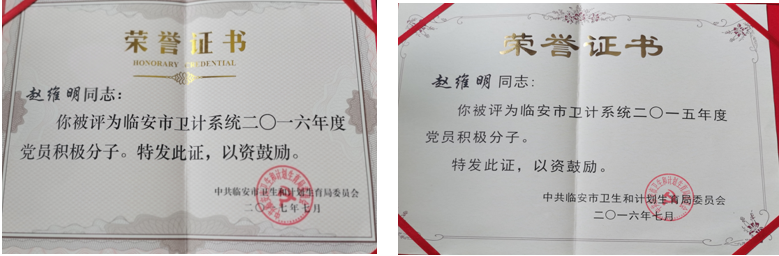 荣誉证书
HONORARY CREDENTIAL
赵维明同志：
你被评为临安市卫计系统二〇一六年度
党员积极分子。特发此证，以资鼓励。
中共临安市卫生和计划生育局委员会
二〇一七年七月
荣誉证书
赵维明同志：
你被评为临安市卫计系统二〇一五年度
党员积极分子。
特发此证，以资鼓励。
中共临安市卫生和计划生育局委员会
二〇一六年七月